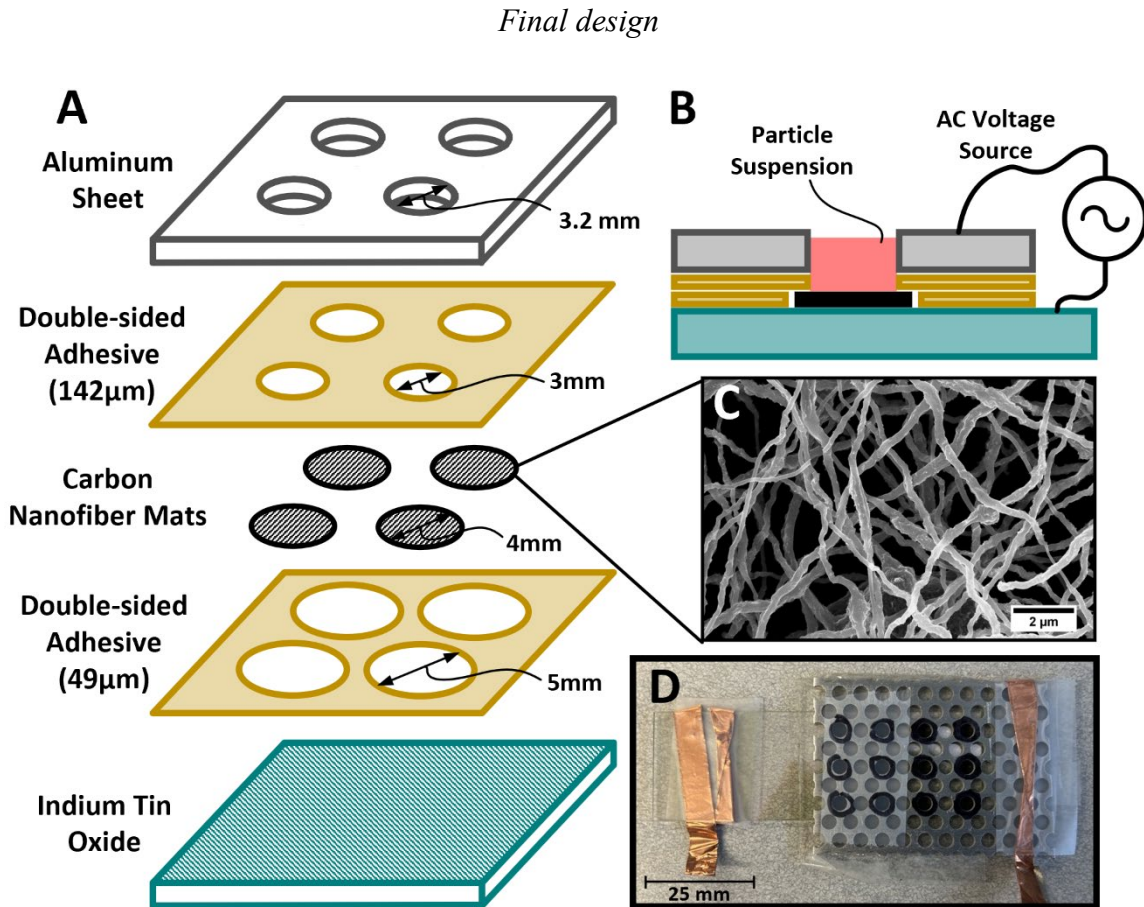 Final design
A
Aluminum
Sheet
3.2 mm
Double-sided
Adhesive
(142µm)
3mm
Carbon
Nanofiber Mats
4mm
Double-sided
Adhesive
(49µm)
5mm
Indium Tin
Oxide
B
Particle
Suspension
AC Voltage
Source
C
2 µm
D
25 mm